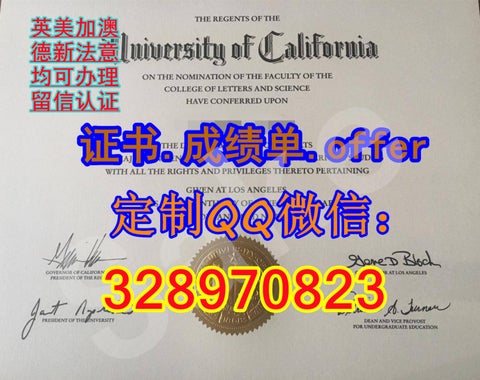 英美加澳
德新法意
均可办理
留信认证
THE REGENTS OF THE
University of California
ON THE NOMINATION OF THE FACULTY OF THE
COLLEGE OF LETTERS AND SCIENCE
HAVE CONFERRED UPON
证书.成绩单.offer
WITH ALL THE RIGHTS AND PRIVILEGES THERETO PERTAINING
GIVEN AT LOS ANGELES
定制QQ微信:
328970823
GOVERNOR OF CALIFORNIA
PRESIDENT OF THE
AT LOS ANGELES
PRESIDENT OF THE UNIVERSITY
DEAN AND VICE PROVOST
FOR UNDERGRADUATE EDUCATION